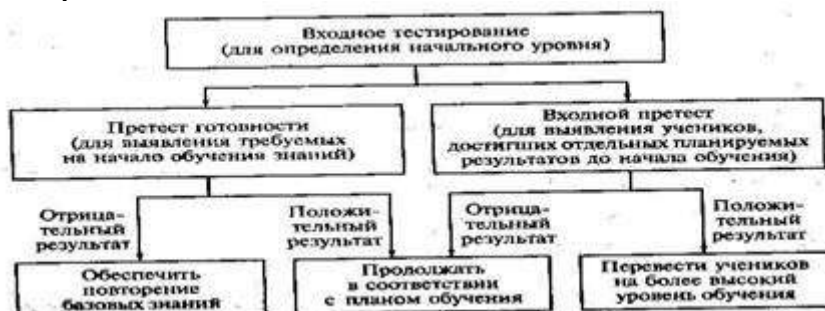 Входное тестирование
(для определения начального уровня)
Претест готовности
(для выявления требуемых
на начало обучения знаний)
Входной претест
(для выявления учеников,
достигших отдельных планируемых
результатов до начала обучения)
Отрица-
тельный
результат
Положи-
тельный
результат
Отрица-
тельный
результат
Положи-
тельный
результат
Обеспечить
повторение
базовых знаний
Продолжать
в соответствии
с планом обучения
Перевести учеников
на более высокий
уровень обучения